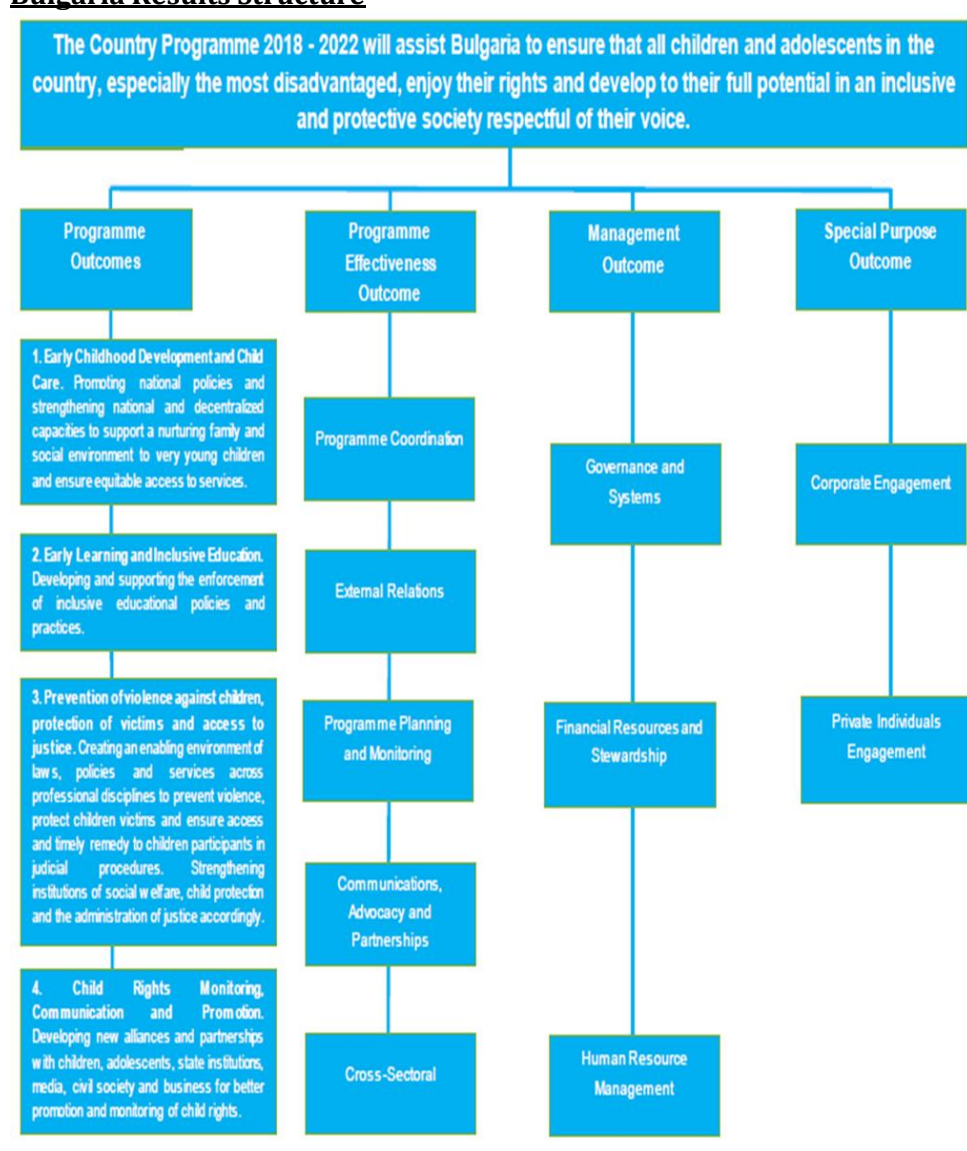 Bulgaria Results Structure
The Country Programme 2018 - 2022 will assist Bulgaria to ensure that all children and adolescents in the
country, especially the most disadvantaged, enjoy their rights and develop to their full potential in an inclusive
and protective society respectful of their voice.
Programme
Outcomes
1. Early Childhood Development and Child
Care. Promoting national policies and
strengthening national and decentralized
capacities to support a nurturing family and
social environment to very young children
and ensure equitable access to services.
2. Early Learning and Inclusive Education.
Developing and supporting the enforcement
of inclusive educational policies and
practices.
3. Prevention of violence against children,
protection of victims and access to
justice. Creating an enabling environment of
laws, policies and services across
professional disciplines to prevent violence,
protect children victims and ensure access
and timely remedy to children participants in
judicial procedures. Strengthening
institutions of social welfare, child protection
and the administration of justice accordingly.
4. Child Rights Monitoring,
Communication and Promotion.
Developing new alliances and partnerships
with children, adolescents, state institutions,
media, civil society and business for better
promotion and monitoring of child rights.
Programme
Effectiveness
Outcome
Programme Coordination
External Relations
Programme Planning
and Monitoring
Communications,
Advocacy and
Partnerships
Cross-Sectoral
Management
Outcome
Governance and
Systems
Financial Resources and
Stewardship
Human Resource
Management
Special Purpose
Outcome
Corporate Engagement
Private Individuals
Engagement